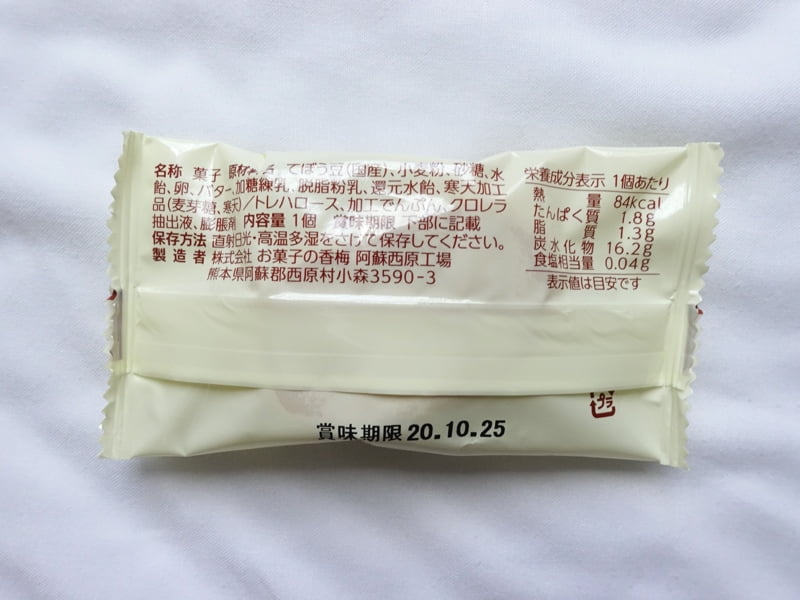 名称 菓子 原材料名 てぼう豆(国産)、小麦粉、砂糖、水
飴、卵、バター、加糖練乳、脱脂粉乳、還元水飴、寒天加工
品(麦芽糖、寒天)/トレハロース、加工でんぷん、クロレラ
抽出液、膨脹剤 内容量 1個 賞味期限 下部に記載
保存方法 直射日光・高温多湿をさけて保存してください。
製造者 株式会社 お菓子の香梅 阿蘇西原工場
熊本県阿蘇郡西原村小森3590-3
栄養成分表示 1個あたり
熱量 84kcal
たんぱく質 1.8g
脂質 1.3g
炭水化物 16.2g
食塩相当量 0.04g
表示値は目安です
プラ
賞味期限 20.10.25